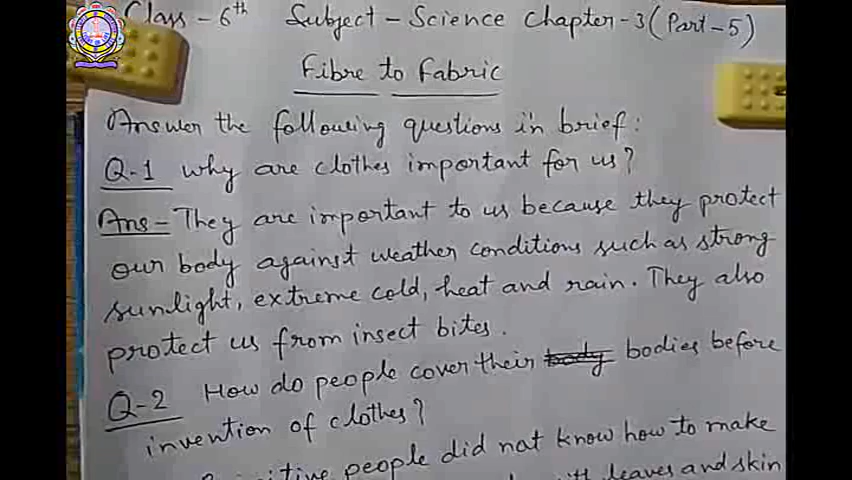 Class - 6th Subject - Science Chapter - 3 (Part - 5)
Fibre to Fabric
Answer the following questions in brief:
Q-1 why are clothes important for us?
Ans - They are important to us because they protect
our body against weather conditions such as strong
sunlight, extreme cold, heat and rain. They also
protect us from insect bites.
Q-2 How do people cover their body bodies before
invention of clothes?
people did not know how to make
leaves and skin